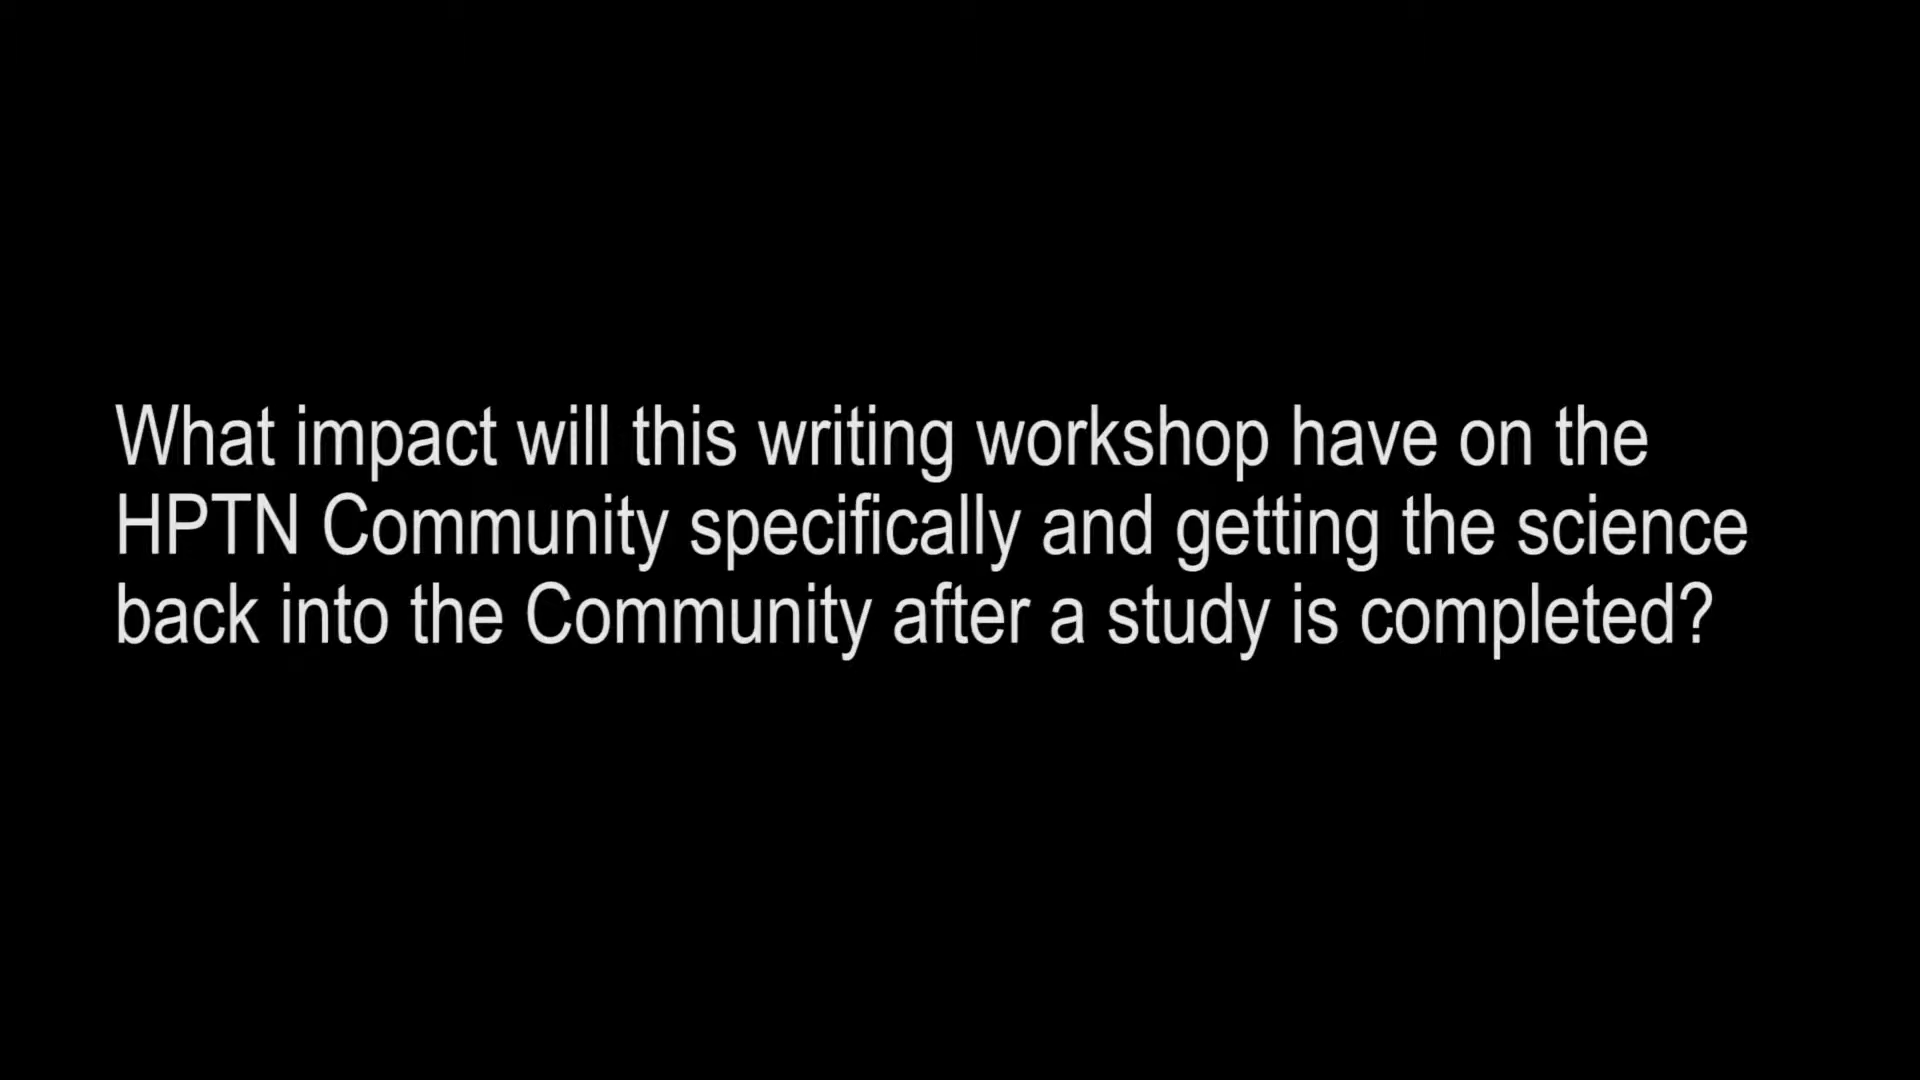 What impact will this writing workshop have on the
HPTN Community specifically and getting the science
back into the Community after a study is completed?